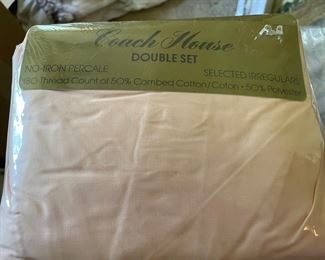 Coach House
DOUBLE SET
NO-IRON PERCALE
SELECTED IRREGULARS
180 Thread Count of 50% Combed Cotton/Coton • 50% Polyester